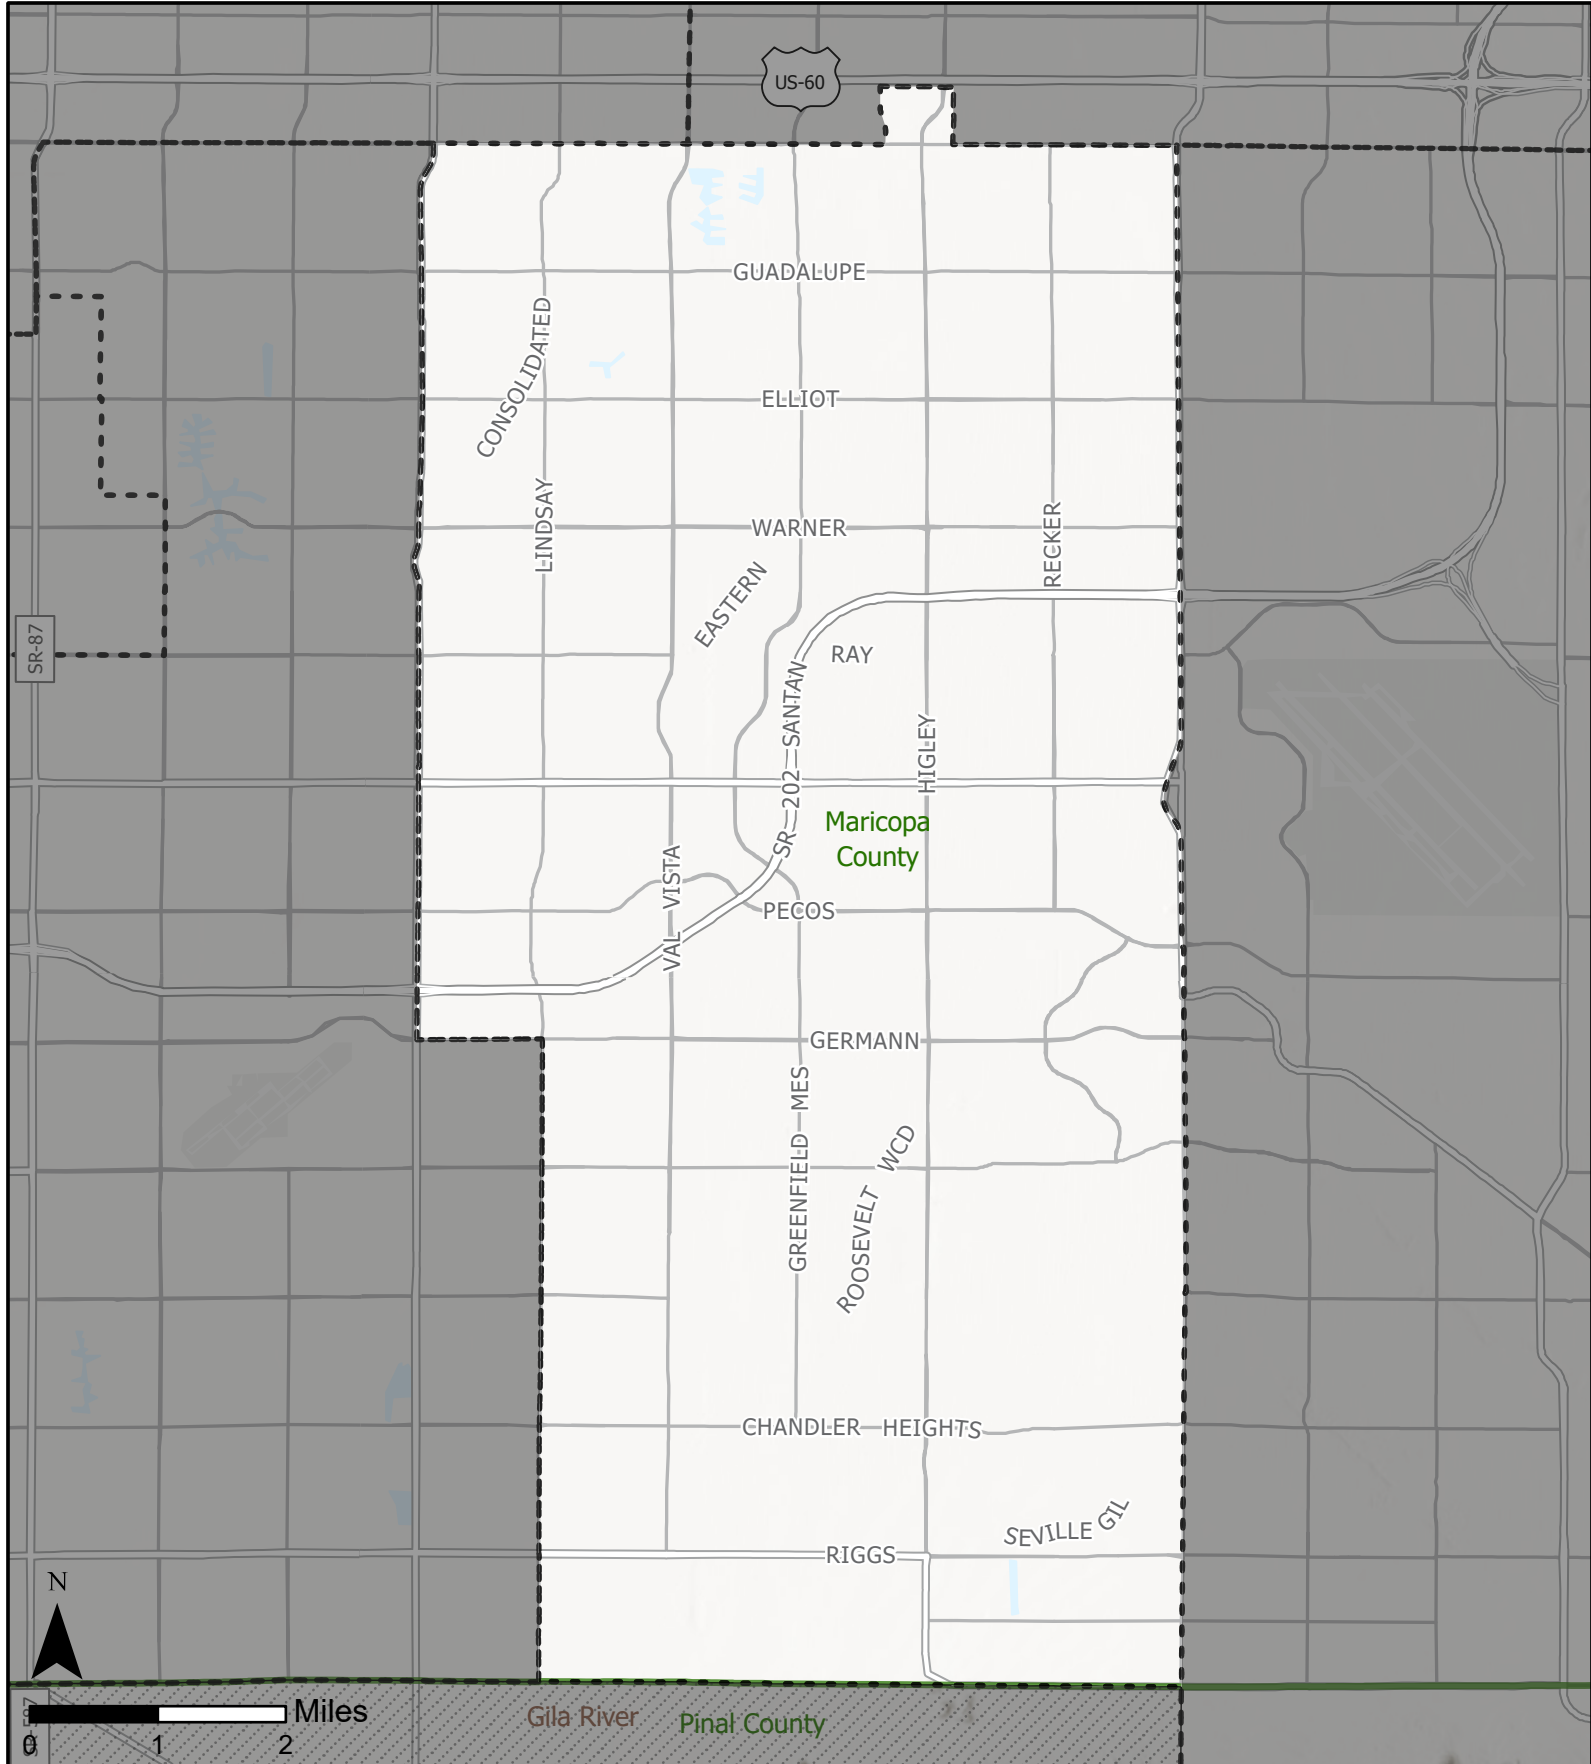 US-60
GUADALUPE
CONSOLIDATED
ELLIOT
LINDSAY
WARNER
RECKER
EASTERN
SR-87
RAY
SR 202 SANTAN
HIGLEY
Maricopa
County
VAL VISTA
PECOS
GERMANN
GREENFIELD MES
ROOSEVELT WCD
CHANDLER HEIGHTS
SEVILLE GIL
RIGGS
N
Miles
0 1 2
Gila River
Pinal County